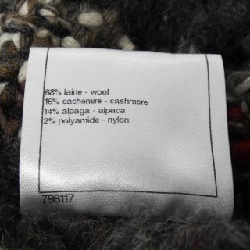 68% laine - wool
16% cachemire - cashmere
14% alpaga - alpaca
2% polyamide - nylon
796117